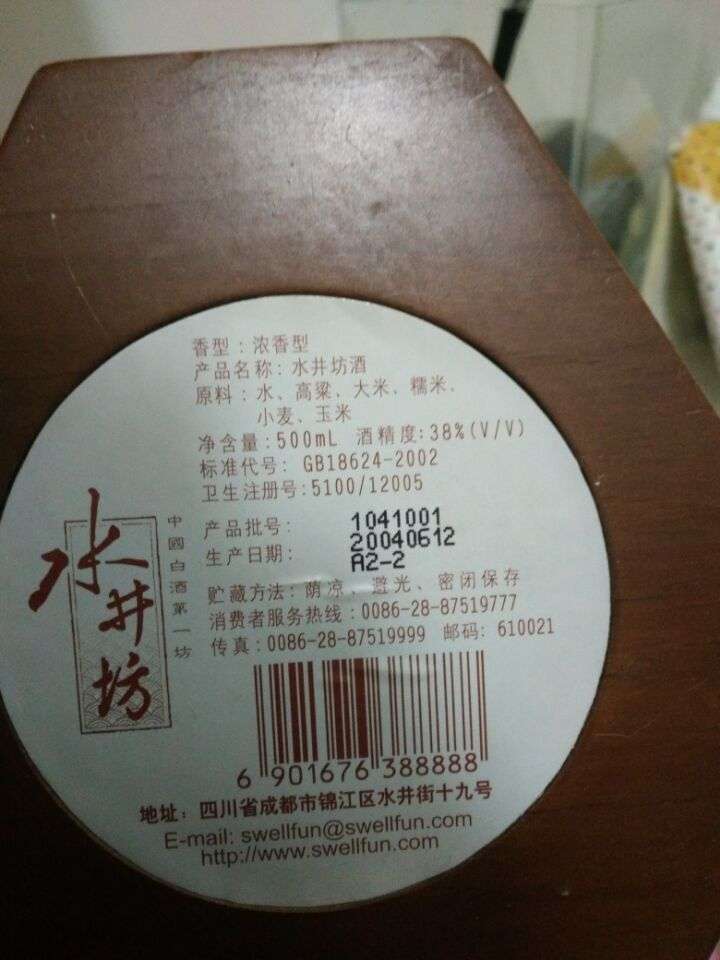 香型：浓香型
产品名称：水井坊酒
原料：水、高粱、大米、糯米、
小麦、玉米
净含量：500mL 酒精度：38%(V/V)
标准代号：GB18624-2002
卫生注册号：5100/12005
产品批号：1041001
生产日期：20040612
A2-2
贮藏方法：荫凉、避光、密闭保存
消费者服务热线：0086-28-87519777
传真：0086-28-87519999 邮码：610021
水井坊
中國白酒第一坊
6 901676 388888
地址：四川省成都市锦江区水井街十九号
E-mail: swellfun@swellfun.com
http://www.swellfun.com